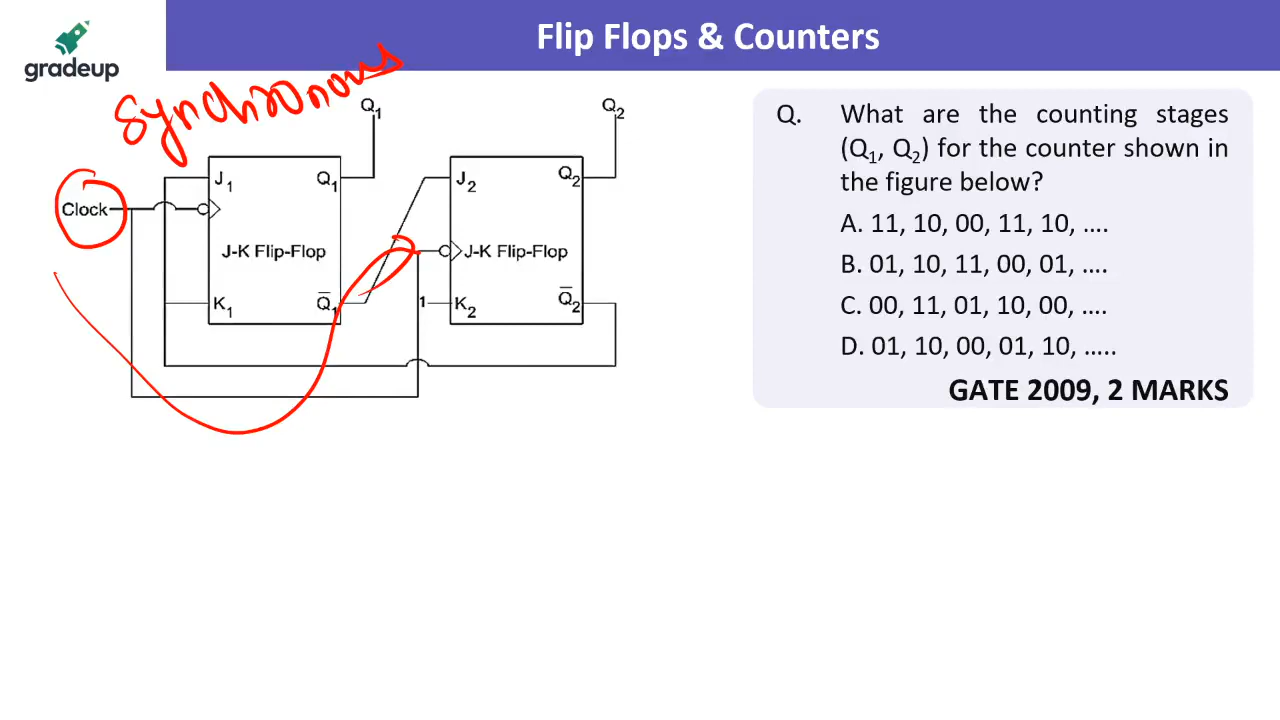 Flip Flops & Counters
gradeup
Synchronous
Q1
Q2
J1
Q1
J2
Q2
Clock
J-K Flip-Flop
J-K Flip-Flop
K1
Q̅1
1
K2
Q̅2
Q. What are the counting stages
(Q1, Q2) for the counter shown in
the figure below?
A. 11, 10, 00, 11, 10, ....
B. 01, 10, 11, 00, 01, ....
C. 00, 11, 01, 10, 00, ....
D. 01, 10, 00, 01, 10, .....
GATE 2009, 2 MARKS